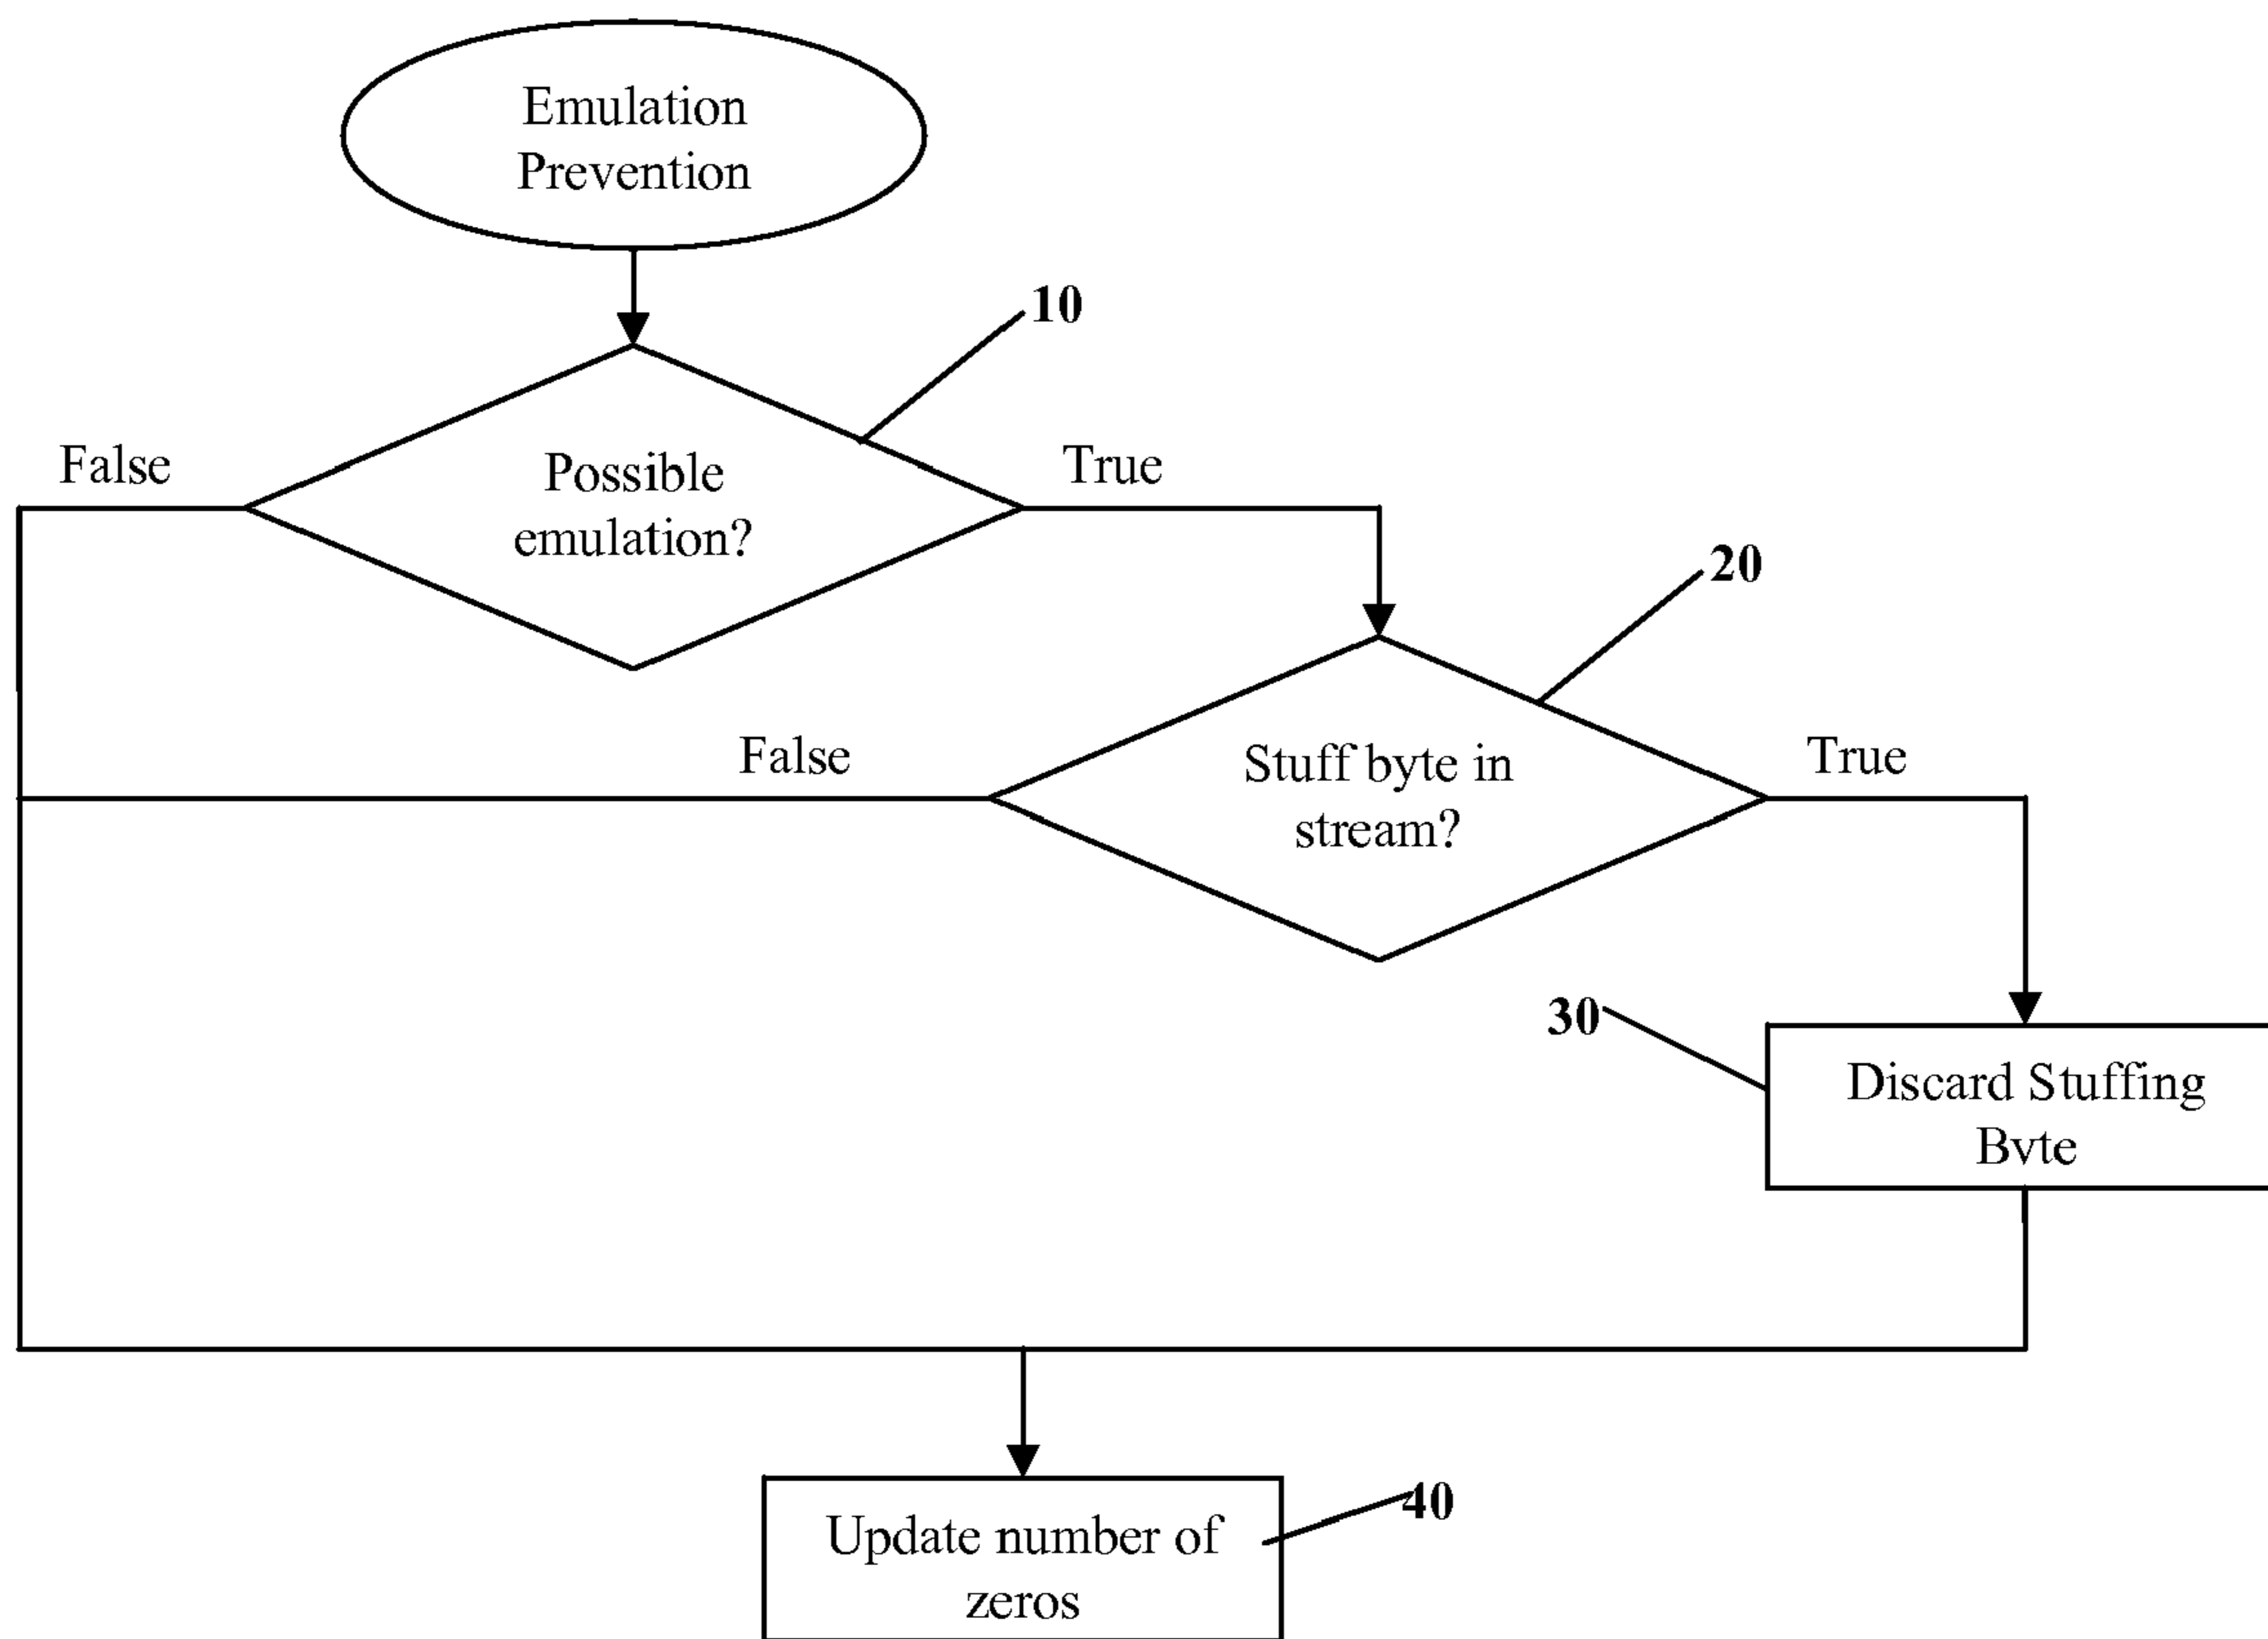 Emulation
Prevention
10
False
Possible
emulation?
True
20
False
Stuff byte in
stream?
True
30
Discard Stuffing
Bvte
Update number of
zeros
40